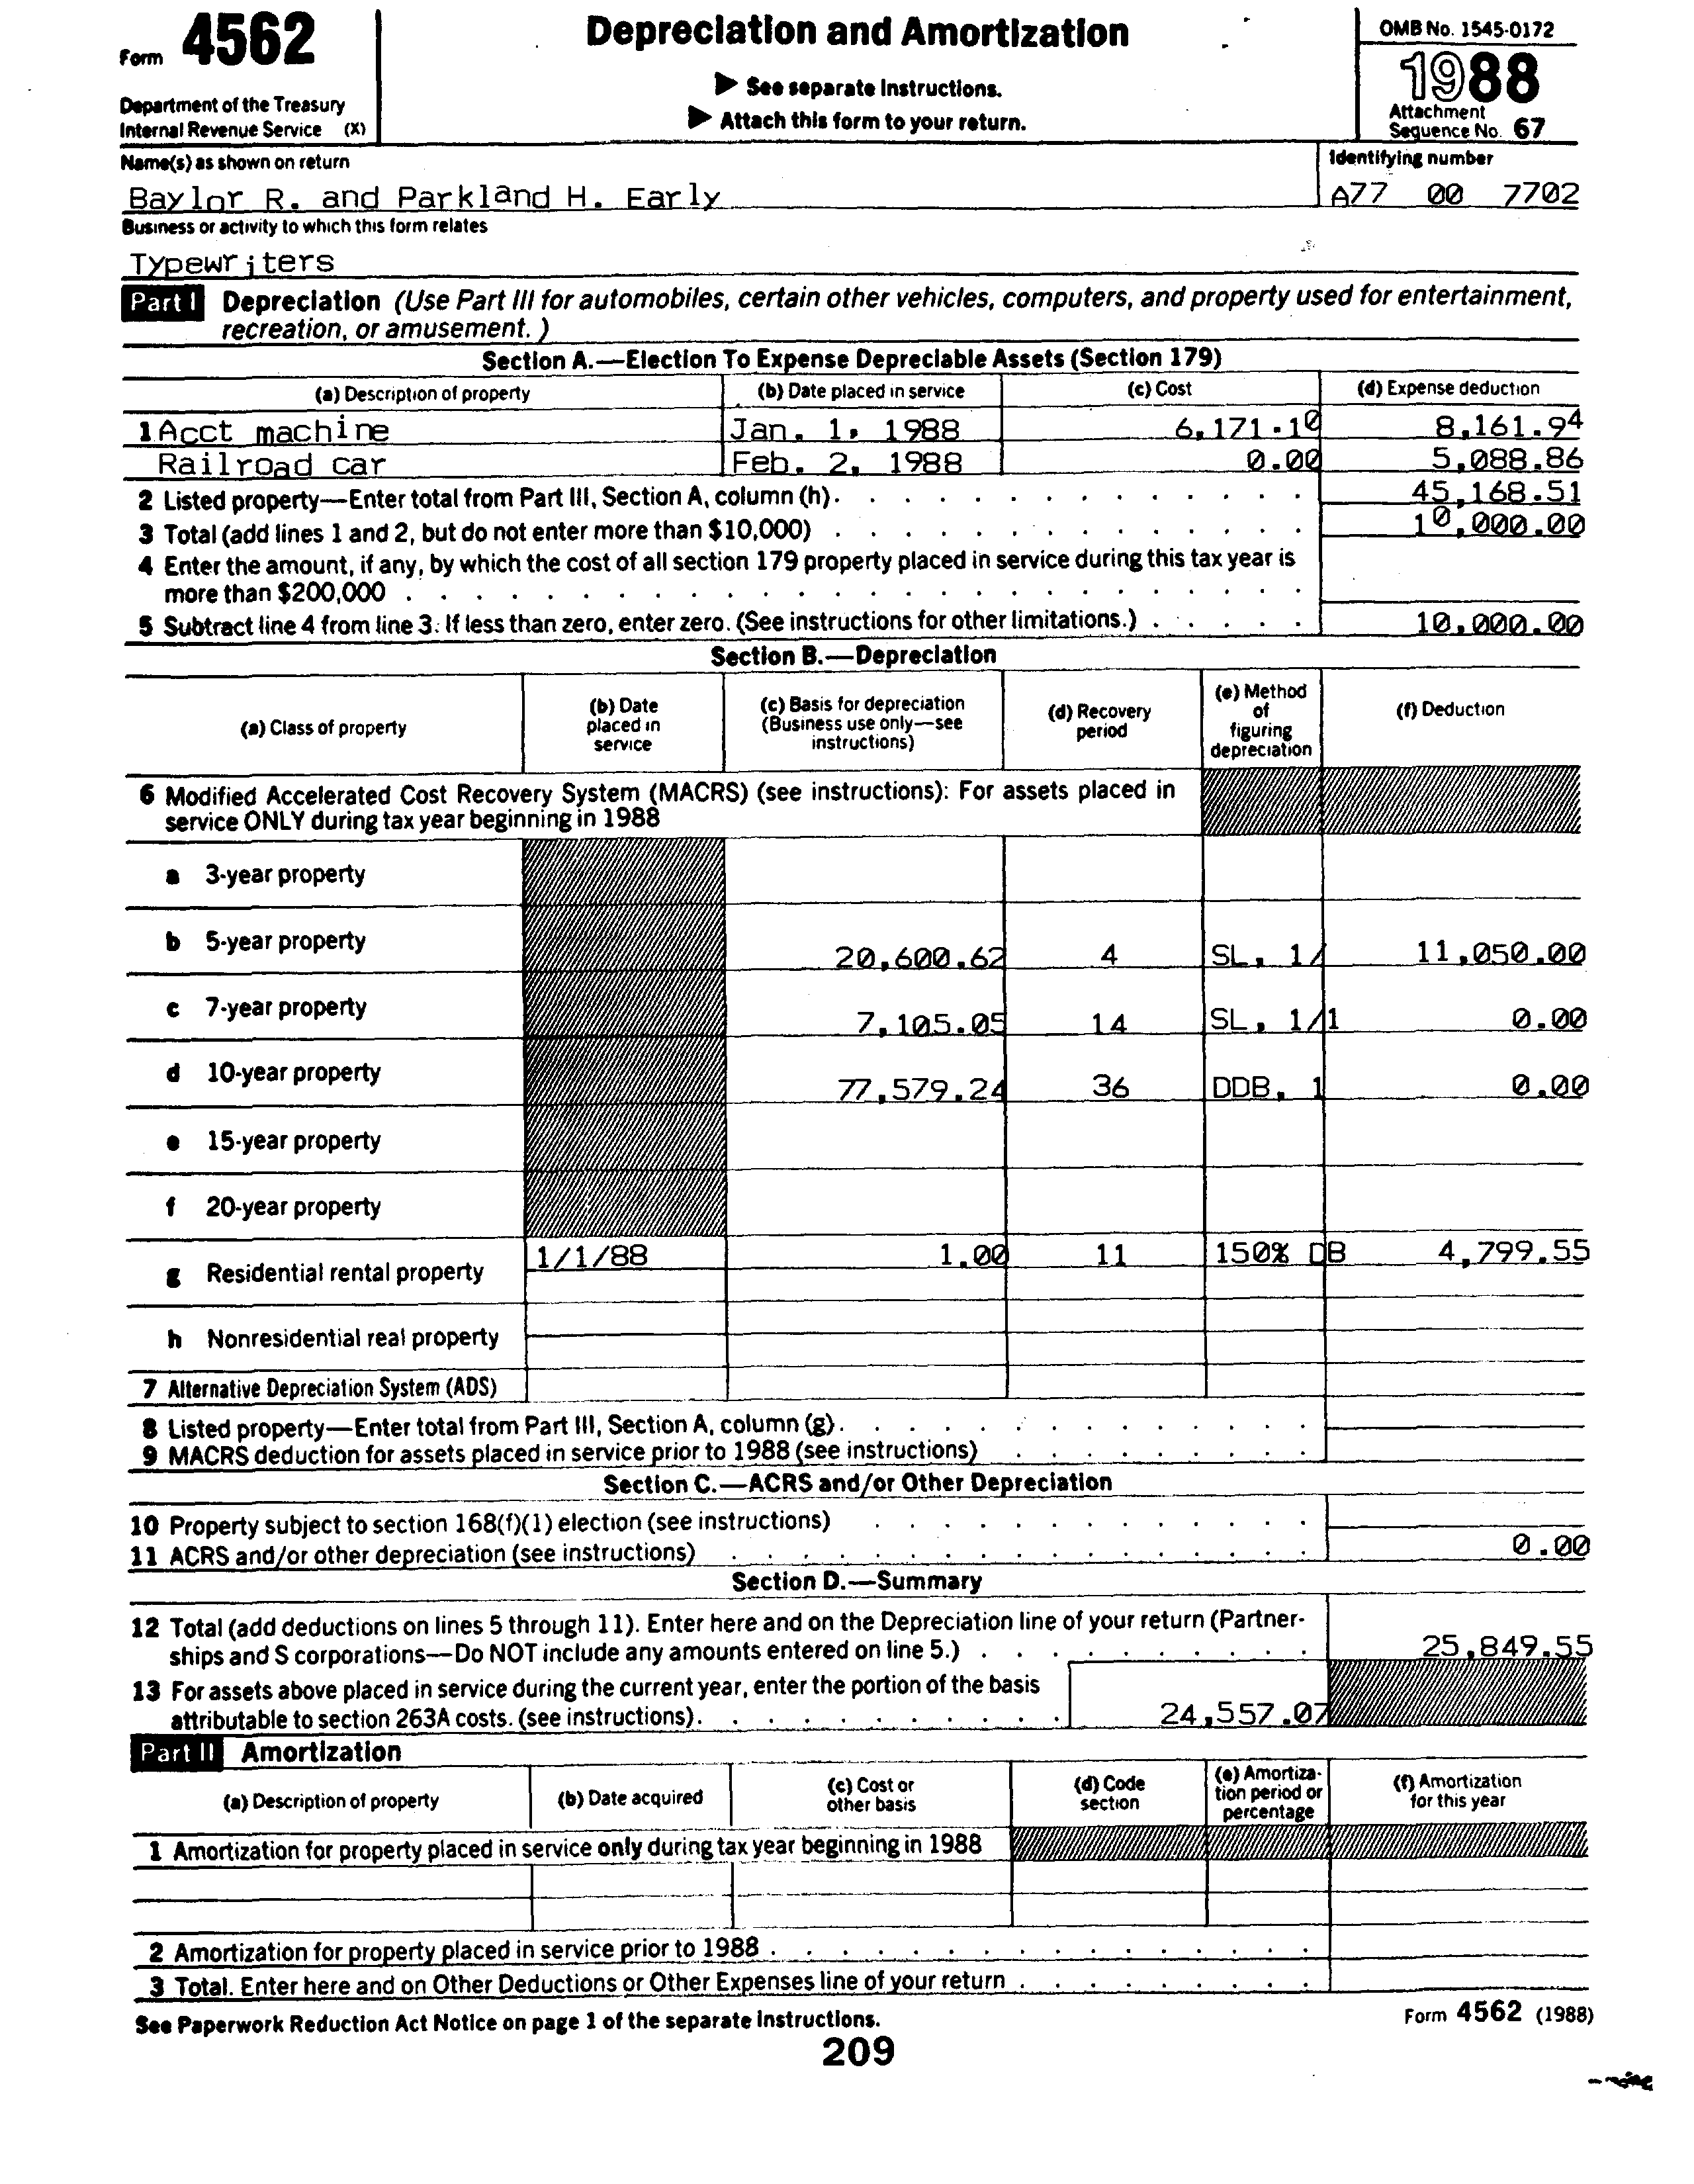 Form 4562
Department of the Treasury
Internal Revenue Service (X)
Depreciation and Amortization
▶ See separate Instructions.
▶ Attach this form to your return.
OMB No. 1545-0172
1988
Attachment
Sequence No. 67
Name(s) as shown on return
Identifying number
Baylor R. and Parkland H. Early
A77 00 7702
Business or activity to which this form relates
Typewriters
Part I Depreciation (Use Part III for automobiles, certain other vehicles, computers, and property used for entertainment,
recreation, or amusement.)
Section A.—Election To Expense Depreciable Assets (Section 179)
(a) Description of property (b) Date placed in service (c) Cost (d) Expense deduction
1 Acct machine Jan. 1, 1988 6,171.10 8,161.94
Railroad car Feb. 2, 1988 0.00 5,088.86
2 Listed property—Enter total from Part III, Section A, column (h). 45,168.51
3 Total (add lines 1 and 2, but do not enter more than $10,000) 10,000.00
4 Enter the amount, if any, by which the cost of all section 179 property placed in service during this tax year is
more than $200,000
5 Subtract line 4 from line 3. If less than zero, enter zero. (See instructions for other limitations.) 10,000.00
Section B.—Depreciation
(a) Class of property
(b) Date
placed in
service
(c) Basis for depreciation
(Business use only—see
instructions)
(d) Recovery
period
(e) Method
of
figuring
depreciation
(f) Deduction
6 Modified Accelerated Cost Recovery System (MACRS) (see instructions): For assets placed in
service ONLY during tax year beginning in 1988
a 3-year property
b 5-year property 20,600.62 4 SL, 1/ 11,050.00
c 7-year property 7,105.05 14 SL, 1/1 0.00
d 10-year property 77,579.24 36 DDB, 1 0.00
e 15-year property
f 20-year property
g Residential rental property 1/1/88 1.00 11 150% DB 4,799.55
h Nonresidential real property
7 Alternative Depreciation System (ADS)
8 Listed property—Enter total from Part III, Section A, column (g).
9 MACRS deduction for assets placed in service prior to 1988 (see instructions)
Section C.—ACRS and/or Other Depreciation
10 Property subject to section 168(f)(1) election (see instructions)
11 ACRS and/or other depreciation (see instructions) 0.00
Section D.—Summary
12 Total (add deductions on lines 5 through 11). Enter here and on the Depreciation line of your return (Partner-
ships and S corporations—Do NOT include any amounts entered on line 5.) 25,849.55
13 For assets above placed in service during the current year, enter the portion of the basis
attributable to section 263A costs. (see instructions). 24,557.07
Part II Amortization
(a) Description of property
(b) Date acquired
(c) Cost or
other basis
(d) Code
section
(e) Amortiza-
tion period or
percentage
(f) Amortization
for this year
1 Amortization for property placed in service only during tax year beginning in 1988
2 Amortization for property placed in service prior to 1988
3 Total. Enter here and on Other Deductions or Other Expenses line of your return
See Paperwork Reduction Act Notice on page 1 of the separate Instructions.
Form 4562 (1988)
209